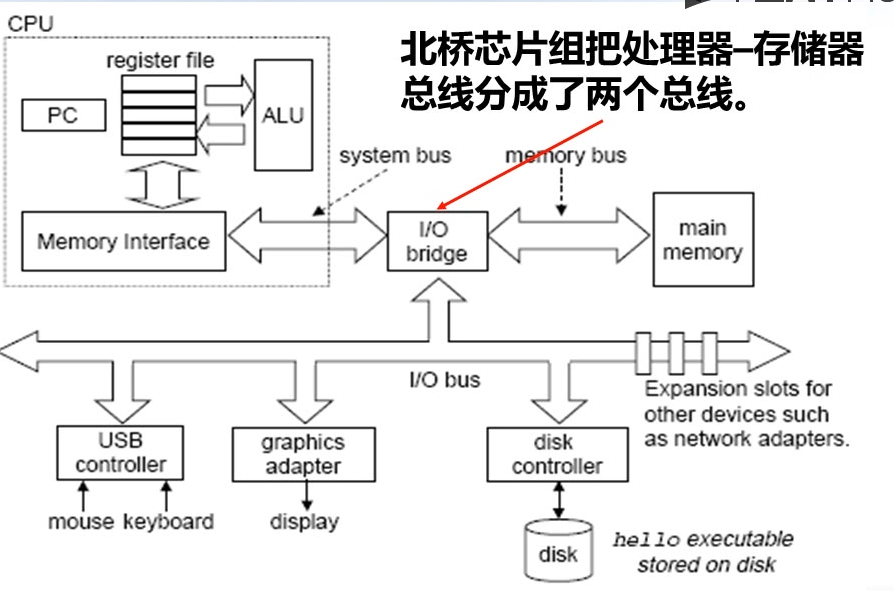 CPU
北桥芯片组把处理器–存储器
总线分成了两个总线。
register file
PC
ALU
system bus
memory bus
Memory Interface
I/O
bridge
main
memory
I/O bus
Expansion slots for
other devices such
as network adapters.
USB
controller
graphics
adapter
disk
controller
mouse keyboard
display
disk
hello executable
stored on disk